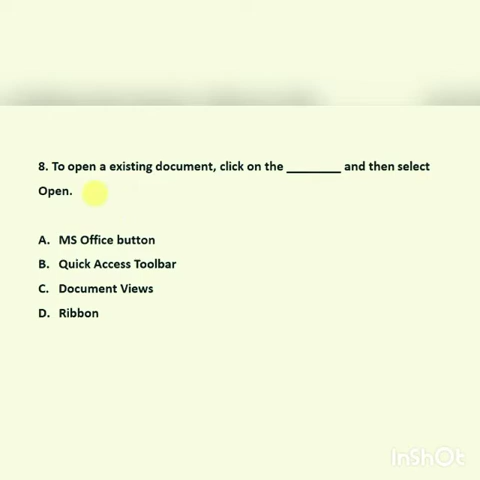 8. To open a existing document, click on the ________ and then select
Open.
A. MS Office button
B. Quick Access Toolbar
C. Document Views
D. Ribbon
InShOt